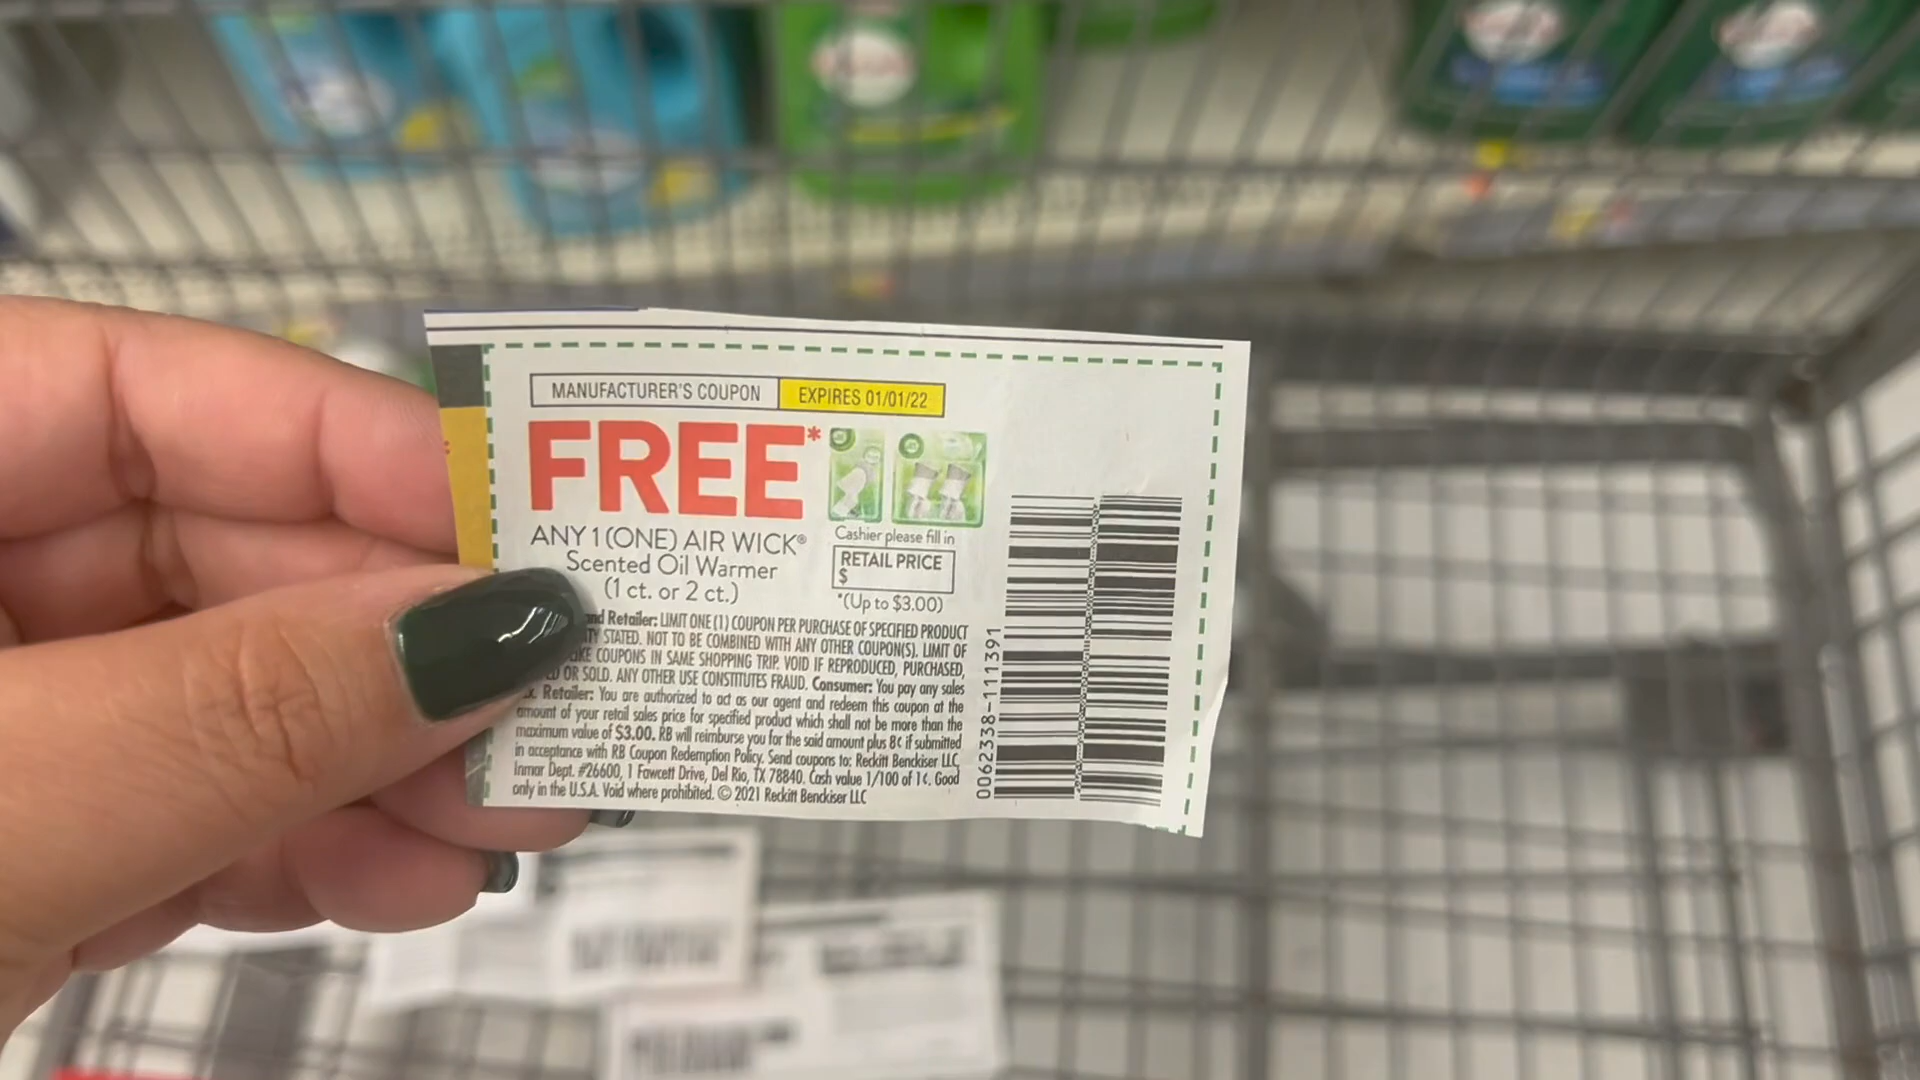 MANUFACTURER'S COUPON EXPIRES 01/01/22
FREE*
ANY 1 (ONE) AIR WICK®
Scented Oil Warmer
(1 ct. or 2 ct.)
Cashier please fill in
RETAIL PRICE
$
*(Up to $3.00)
and Retailer: LIMIT ONE (1) COUPON PER PURCHASE OF SPECIFIED PRODUCT
STATED. NOT TO BE COMBINED WITH ANY OTHER COUPON(S). LIMIT OF
COUPONS IN SAME SHOPPING TRIP. VOID IF REPRODUCED, PURCHASED,
OR SOLD. ANY OTHER USE CONSTITUTES FRAUD. Consumer: You pay any sales
Retailer: You are authorized to act as our agent and redeem this coupon at the
amount of your retail sales price for specified product which shall not be more than the
maximum value of $3.00. RB will reimburse you for the said amount plus 8¢ if submitted
in acceptance with RB Coupon Redemption Policy. Send coupons to: Reckitt Benckiser LLC,
Inmar Dept. #26600, 1 Fawcett Drive, Del Rio, TX 78840. Cash value 1/100 of 1¢. Good
only in the U.S.A. Void where prohibited. © 2021 Reckitt Benckiser LLC
0062338-111391